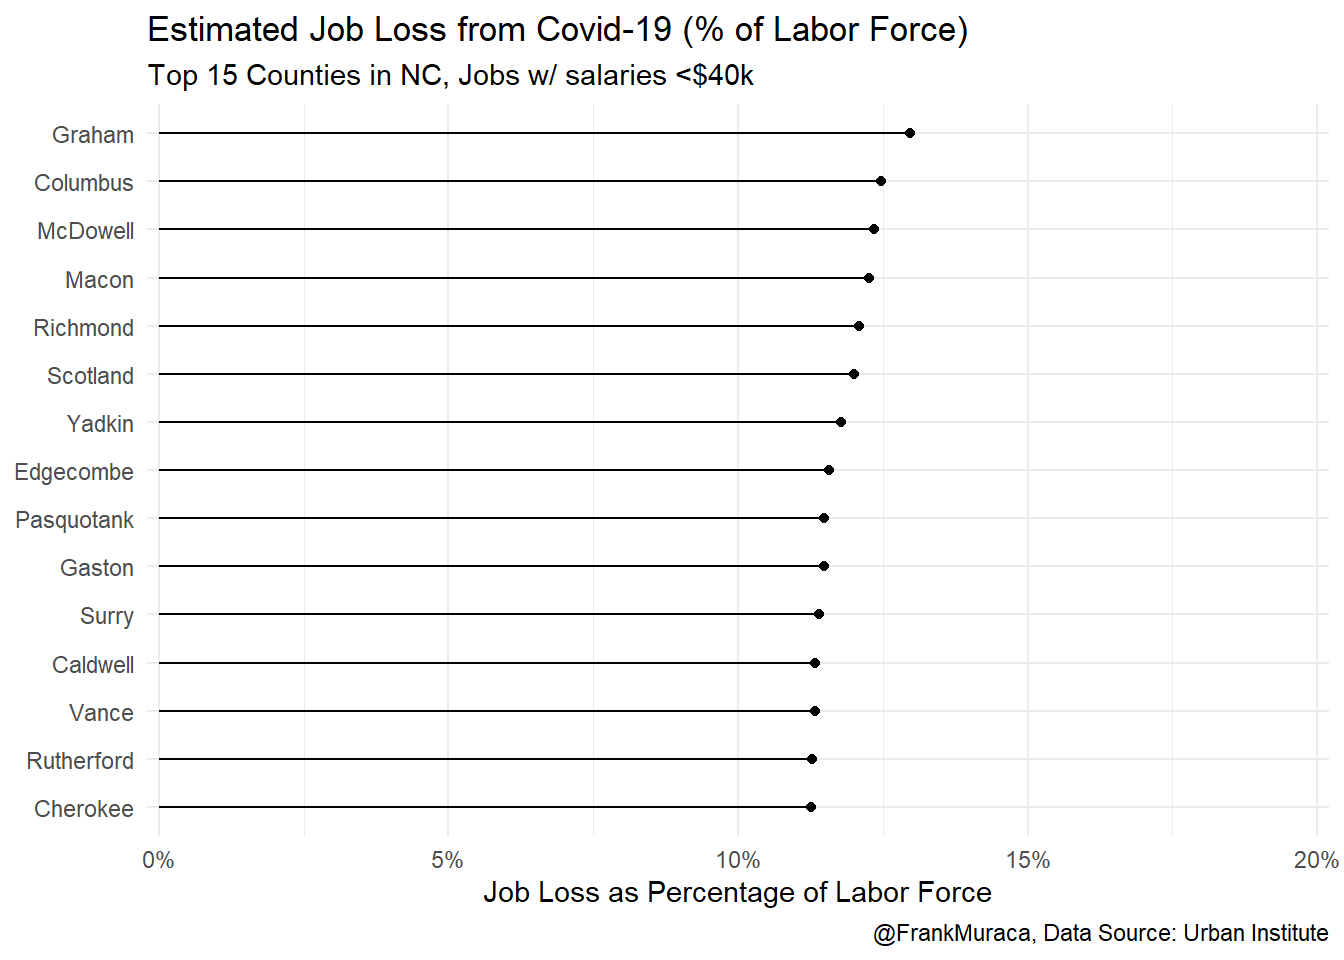 Estimated Job Loss from Covid-19 (% of Labor Force)
Top 15 Counties in NC, Jobs w/ salaries <$40k
Graham
Columbus
McDowell
Macon
Richmond
Scotland
Yadkin
Edgecombe
Pasquotank
Gaston
Surry
Caldwell
Vance
Rutherford
Cherokee
0% 5% 10% 15% 20%
Job Loss as Percentage of Labor Force
@FrankMuraca, Data Source: Urban Institute